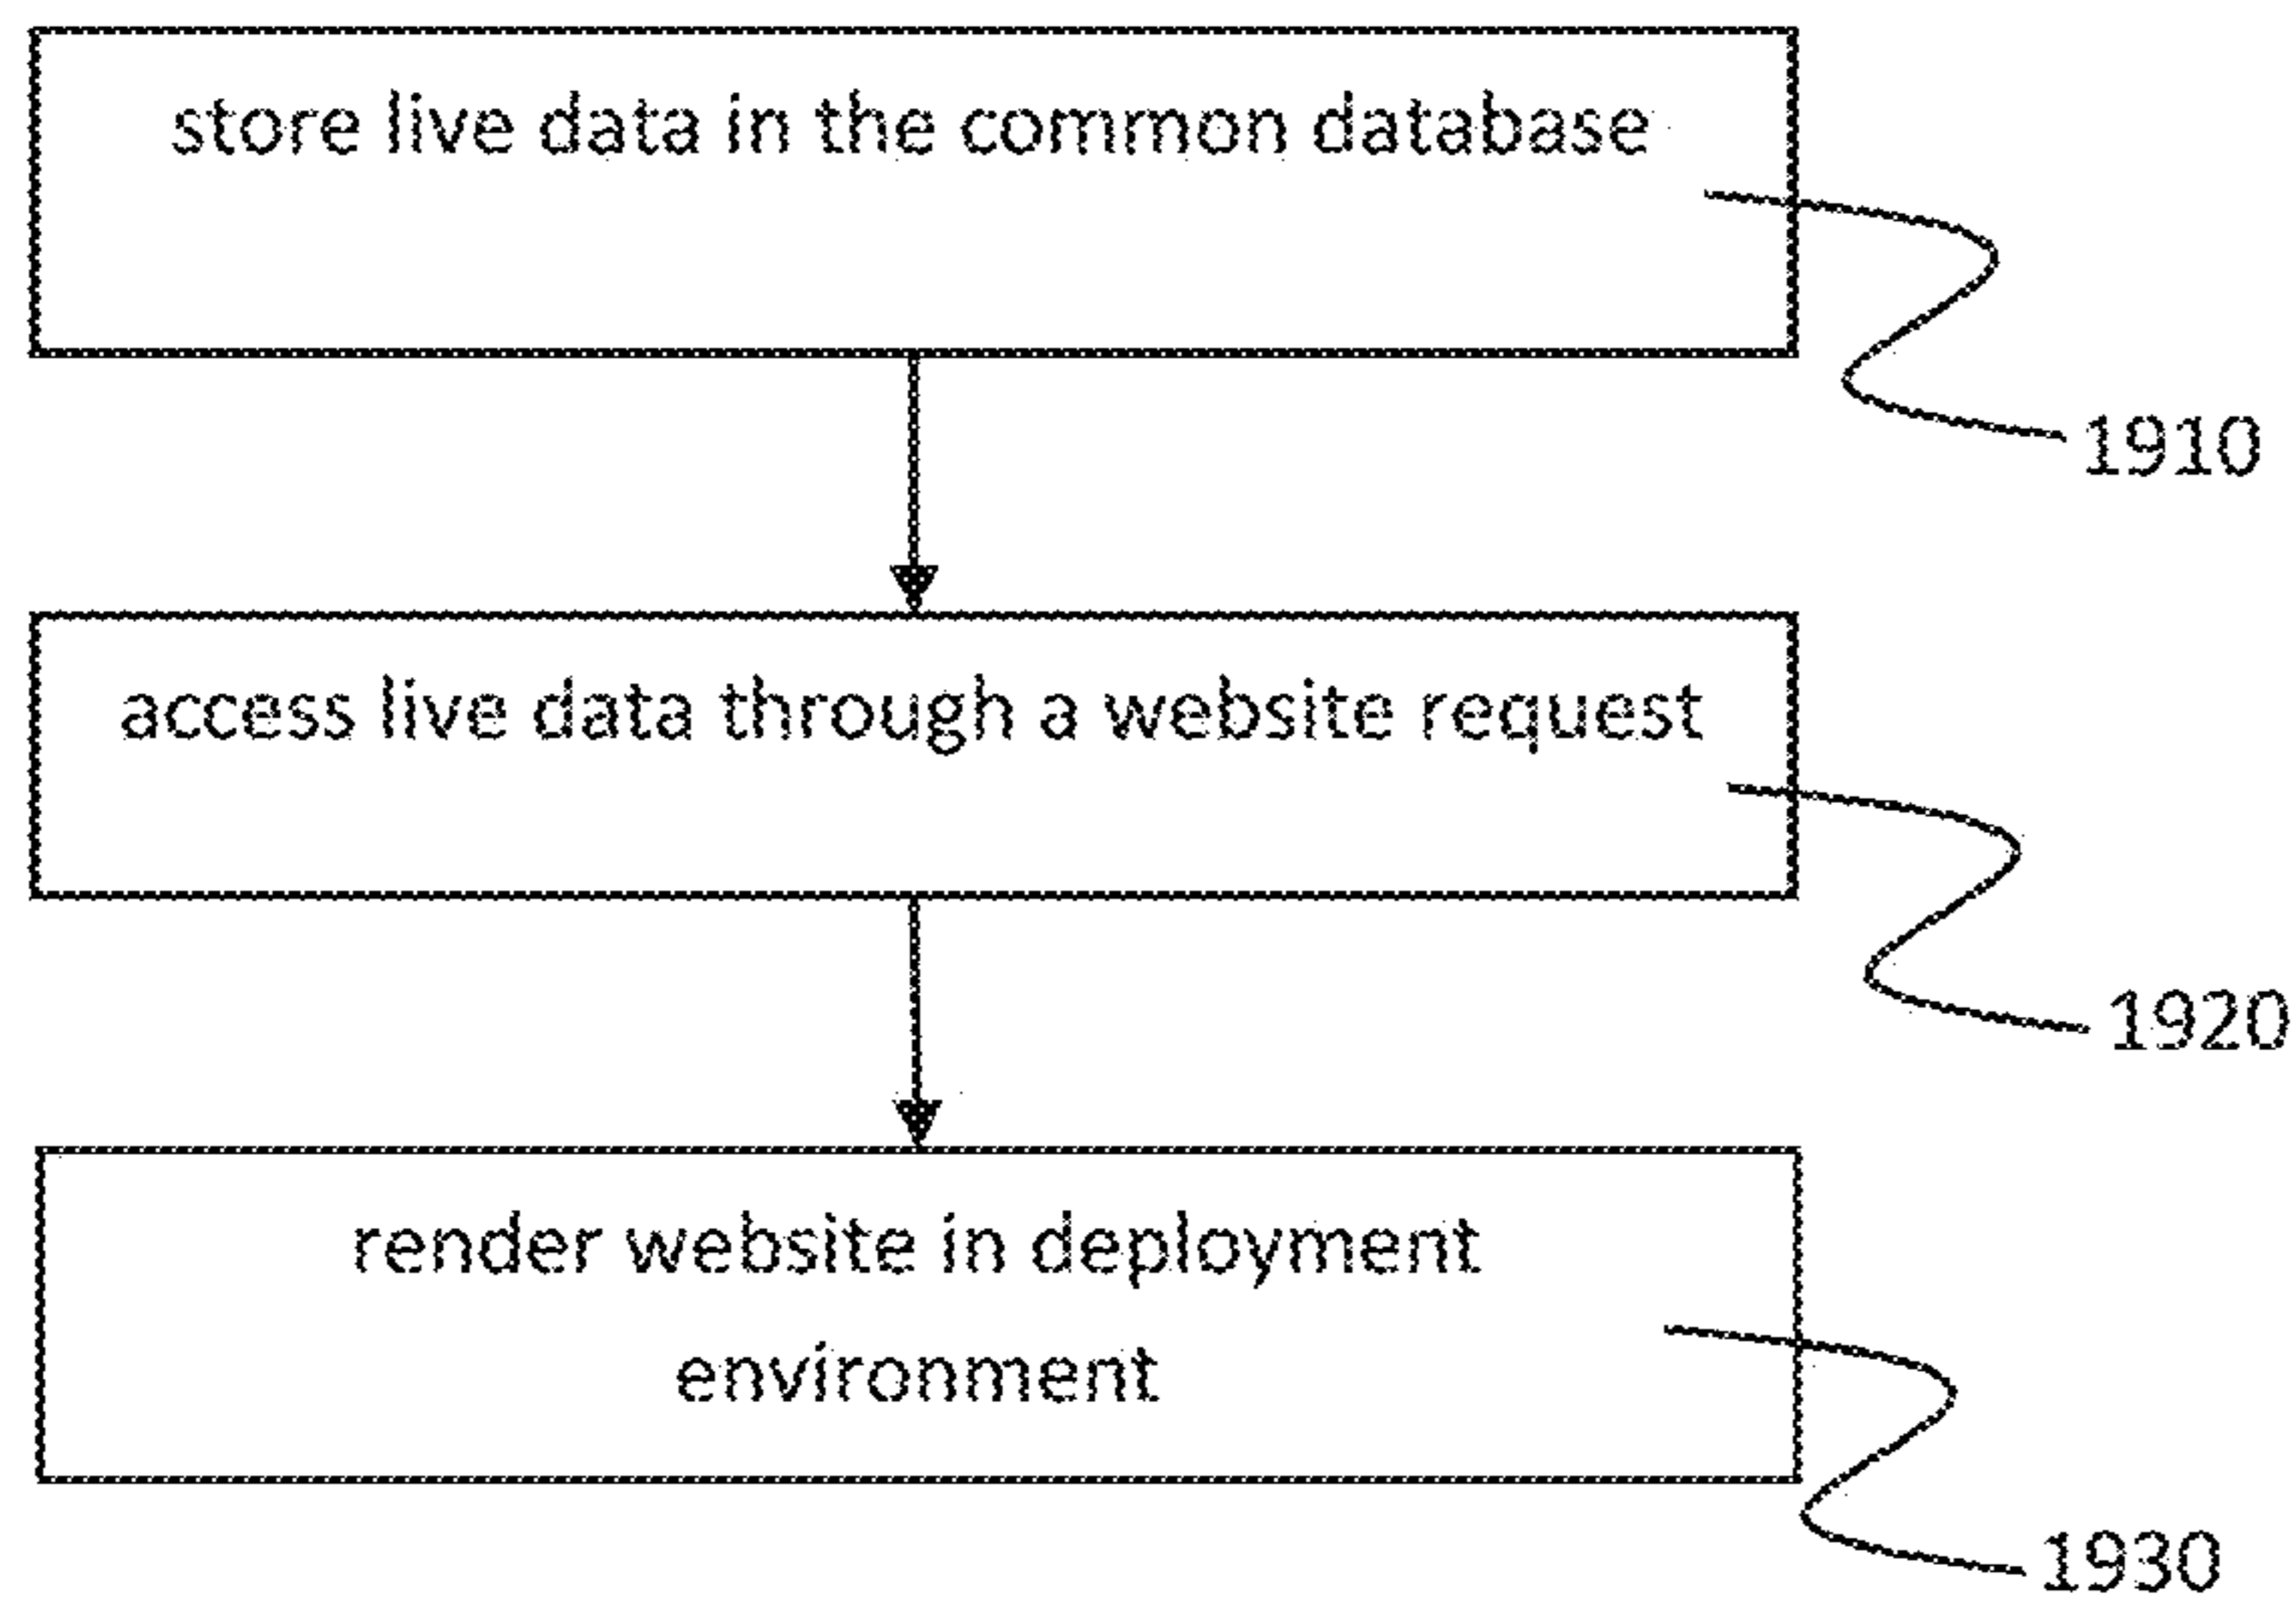 store live data in the common database
1910
access live data through a website request
1920
render website in deployment
environment
1930